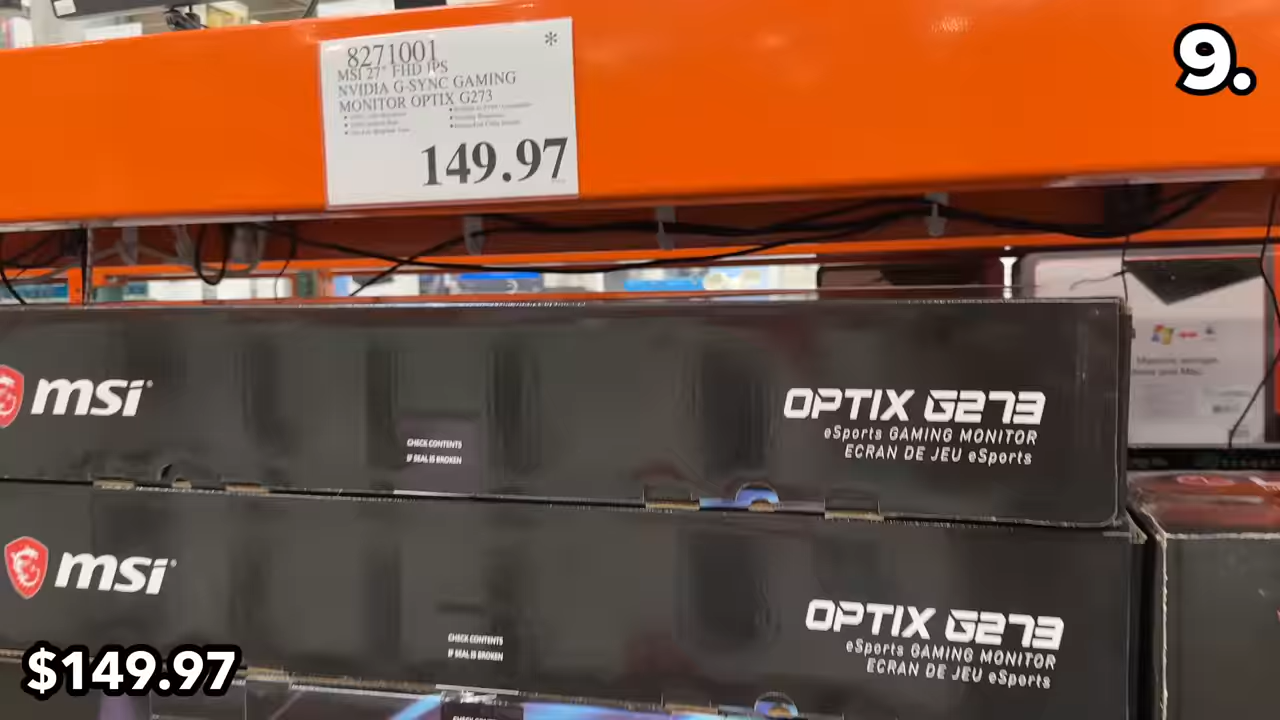 9.
8271001
*
MSI 27" FHD IPS
NVIDIA G-SYNC GAMING
MONITOR OPTIX G273
149.97
msi
OPTIX G273
eSports GAMING MONITOR
ECRAN DE JEU eSports
CHECK CONTENTS
IF SEAL IS BROKEN
msi
OPTIX G273
eSports GAMING MONITOR
ECRAN DE JEU eSports
CHECK CONTENTS
IF SEAL IS BROKEN
$149.97